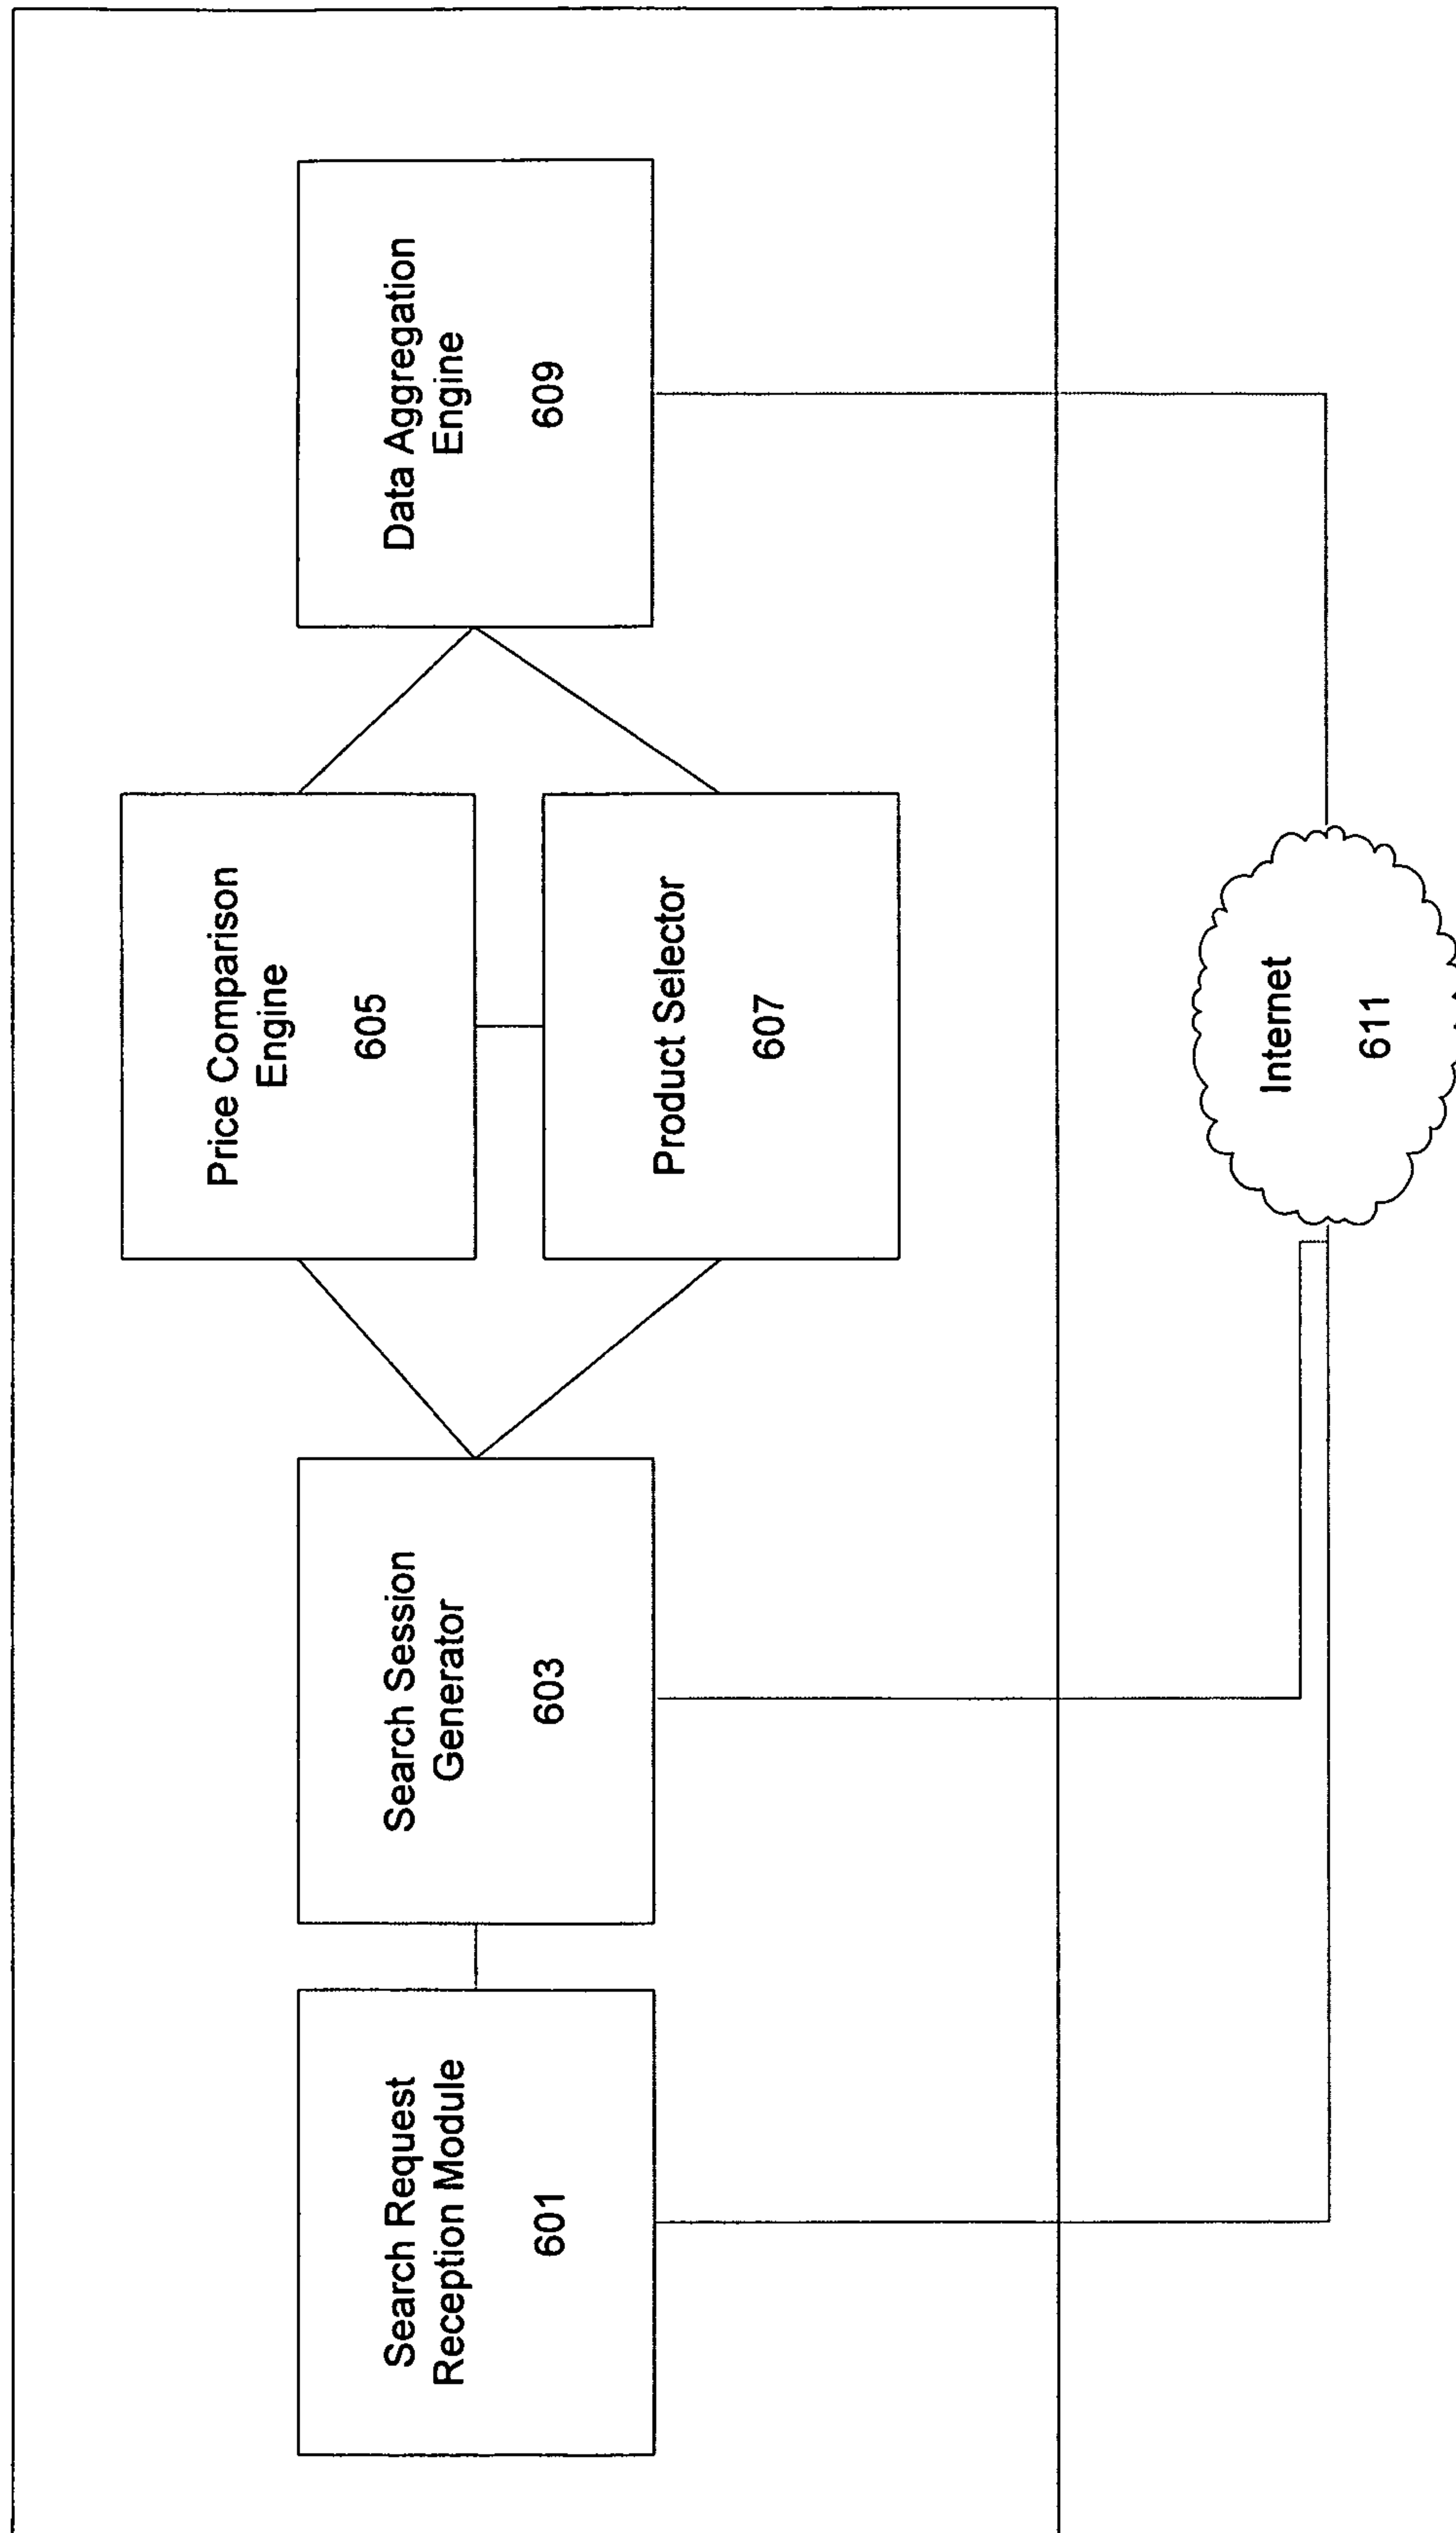 Search Request
Reception Module
601
Search Session
Generator
603
Price Comparison
Engine
605
Product Selector
607
Data Aggregation
Engine
609
Internet
611